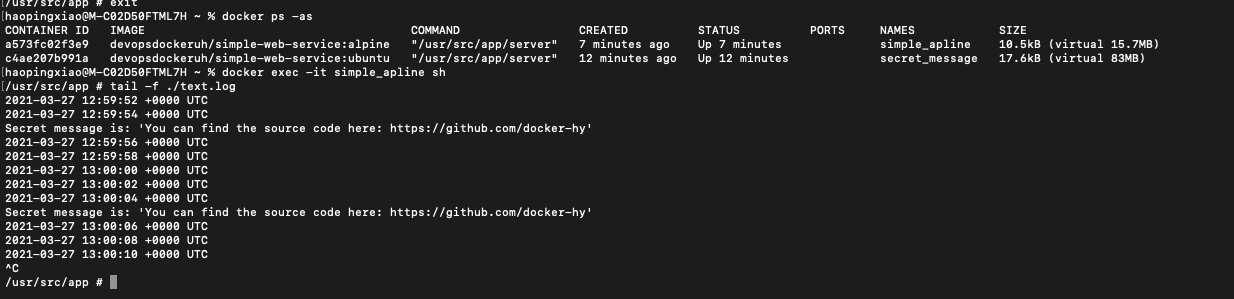 [/usr/src/app # exit
[haopingxiao@M-C02D50FTML7H ~ % docker ps -as
CONTAINER ID   IMAGE                                COMMAND                CREATED          STATUS          PORTS     NAMES            SIZE
a573fc02f3e9   devopsdockeruh/simple-web-service:alpine   "/usr/src/app/server"   7 minutes ago    Up 7 minutes              simple_apline    10.5kB (virtual 15.7MB)
c4ae207b991a   devopsdockeruh/simple-web-service:ubuntu   "/usr/src/app/server"   12 minutes ago   Up 12 minutes             secret_message   17.6kB (virtual 83MB)
[haopingxiao@M-C02D50FTML7H ~ % docker exec -it simple_apline sh
[/usr/src/app # tail -f ./text.log
2021-03-27 12:59:52 +0000 UTC
2021-03-27 12:59:54 +0000 UTC
Secret message is: 'You can find the source code here: https://github.com/docker-hy'
2021-03-27 12:59:56 +0000 UTC
2021-03-27 12:59:58 +0000 UTC
2021-03-27 13:00:00 +0000 UTC
2021-03-27 13:00:02 +0000 UTC
2021-03-27 13:00:04 +0000 UTC
Secret message is: 'You can find the source code here: https://github.com/docker-hy'
2021-03-27 13:00:06 +0000 UTC
2021-03-27 13:00:08 +0000 UTC
2021-03-27 13:00:10 +0000 UTC
^C
/usr/src/app #